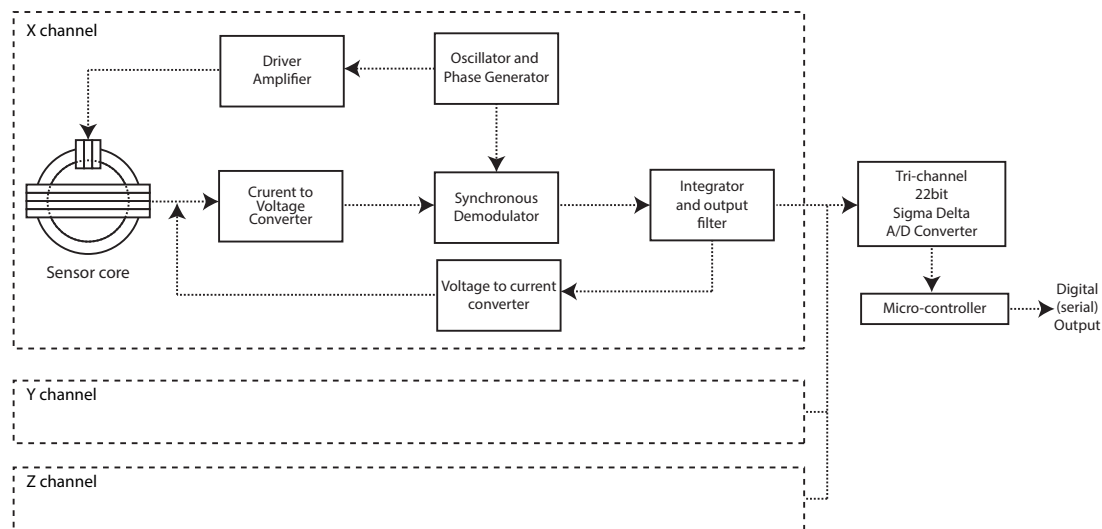 X channel
Driver
Amplifier
Oscillator and
Phase Generator
Sensor core
Crurent to
Voltage
Converter
Synchronous
Demodulator
Integrator
and output
filter
Voltage to current
converter
Tri-channel
22bit
Sigma Delta
A/D Converter
Micro-controller
Digital
(serial)
Output
Y channel
Z channel